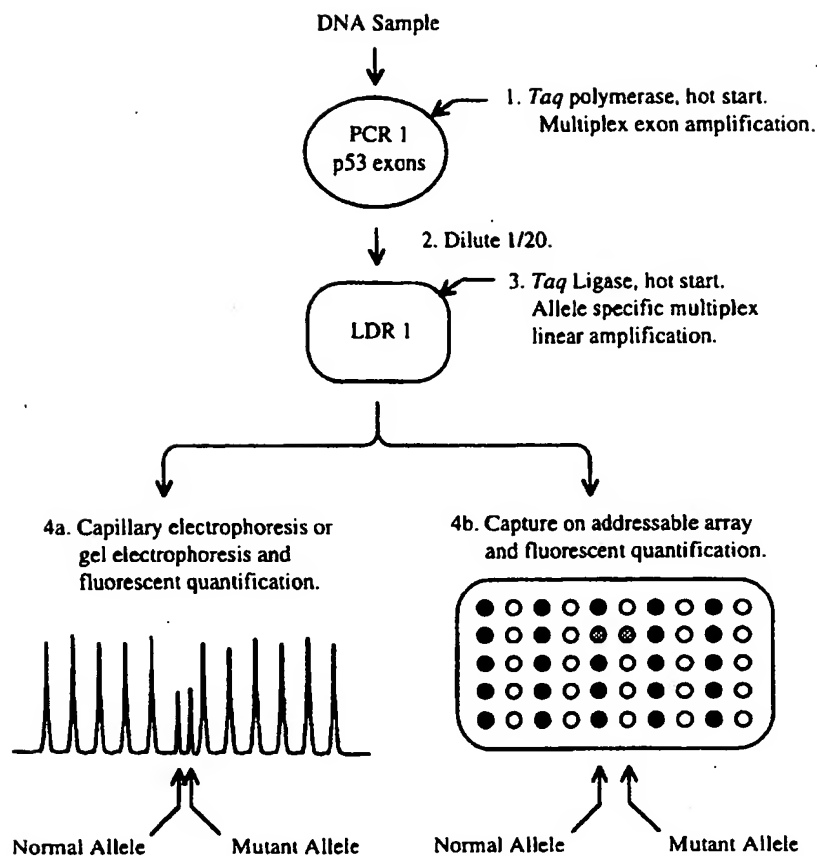 DNA Sample
1. Taq polymerase, hot start.
Multiplex exon amplification.
PCR 1
p53 exons
2. Dilute 1/20.
3. Taq Ligase, hot start.
Allele specific multiplex
linear amplification.
LDR 1
4a. Capillary electrophoresis or
gel electrophoresis and
fluorescent quantification.
4b. Capture on addressable array
and fluorescent quantification.
Normal Allele
Mutant Allele
Normal Allele
Mutant Allele